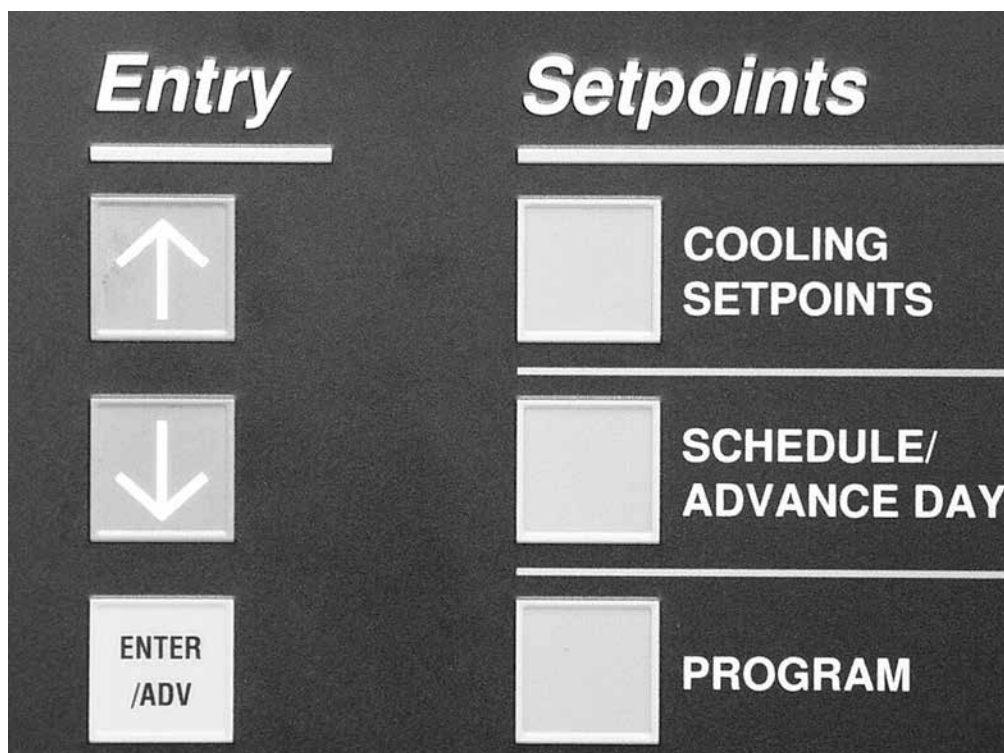 Entry
ENTER
/ADV
Setpoints
COOLING
SETPOINTS
SCHEDULE/
ADVANCE DAY
PROGRAM